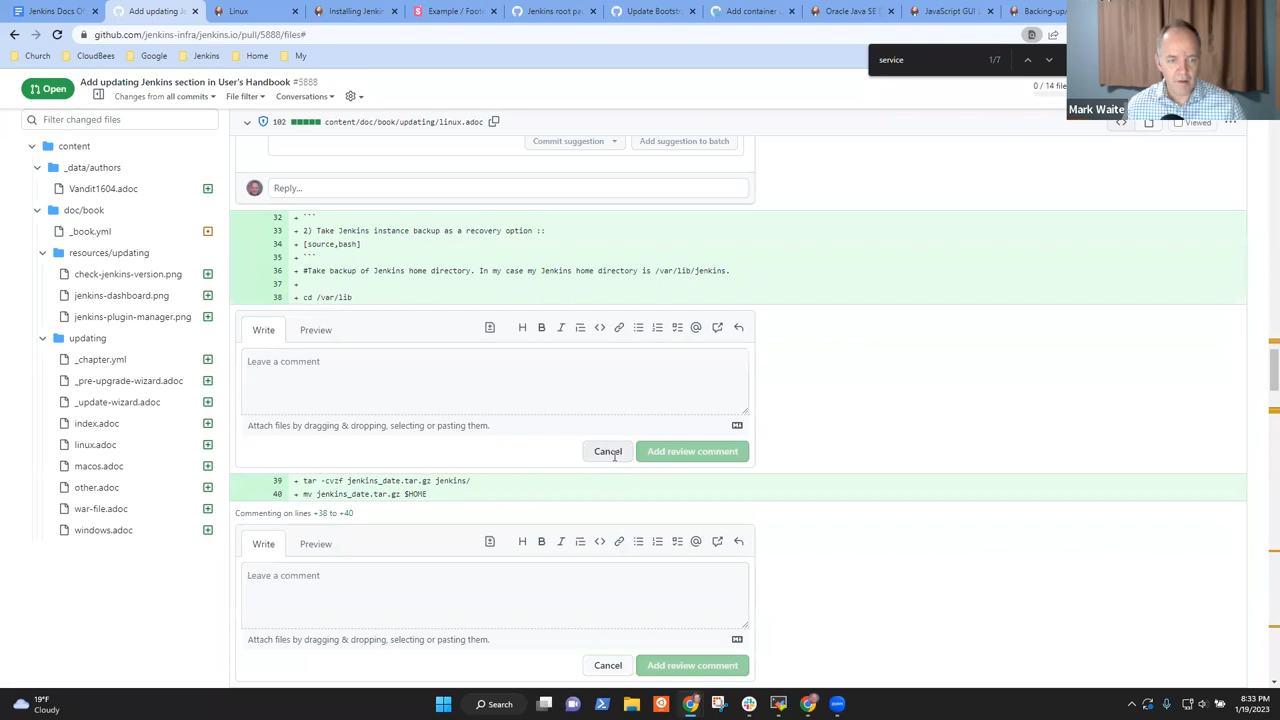 Jenkins Docs Of
Add updating Je
Linux
Installing Jenkin
Example / Foote
Jenkins root pa
Update Bootst
Add container
Oracle Java SE D
JavaScript GUI
Backing-up
github.com/jenkins-infra/jenkins.io/pull/5888/files#
Church
CloudBees
Google
Jenkins
Home
My
service
1/7
Open
Add updating Jenkins section in User's Handbook #5888
Changes from all commits
File filter
Conversations
0 / 14 file
Mark Waite
Filter changed files
102
content/doc/book/updating/linux.adoc
Viewed
content
_data/authors
Vandit1604.adoc
doc/book
_book.yml
resources/updating
check-jenkins-version.png
jenkins-dashboard.png
jenkins-plugin-manager.png
updating
_chapter.yml
_pre-upgrade-wizard.adoc
_update-wizard.adoc
index.adoc
linux.adoc
macos.adoc
other.adoc
war-file.adoc
windows.adoc
Commit suggestion
Add suggestion to batch
Reply...
32 + ```
33 + 2) Take Jenkins instance backup as a recovery option ::
34 + [source,bash]
35 + ```
36 + #Take backup of Jenkins home directory. In my case my Jenkins home directory is /var/lib/jenkins.
37 +
38 + cd /var/lib
Write
Preview
Leave a comment
Attach files by dragging & dropping, selecting or pasting them.
Cancel
Add review comment
39 + tar -cvzf jenkins_date.tar.gz jenkins/
40 + mv jenkins_date.tar.gz $HOME
Commenting on lines +38 to +40
Write
Preview
Leave a comment
Attach files by dragging & dropping, selecting or pasting them.
Cancel
Add review comment
19°F
Cloudy
Search
8:33 PM
1/19/2023